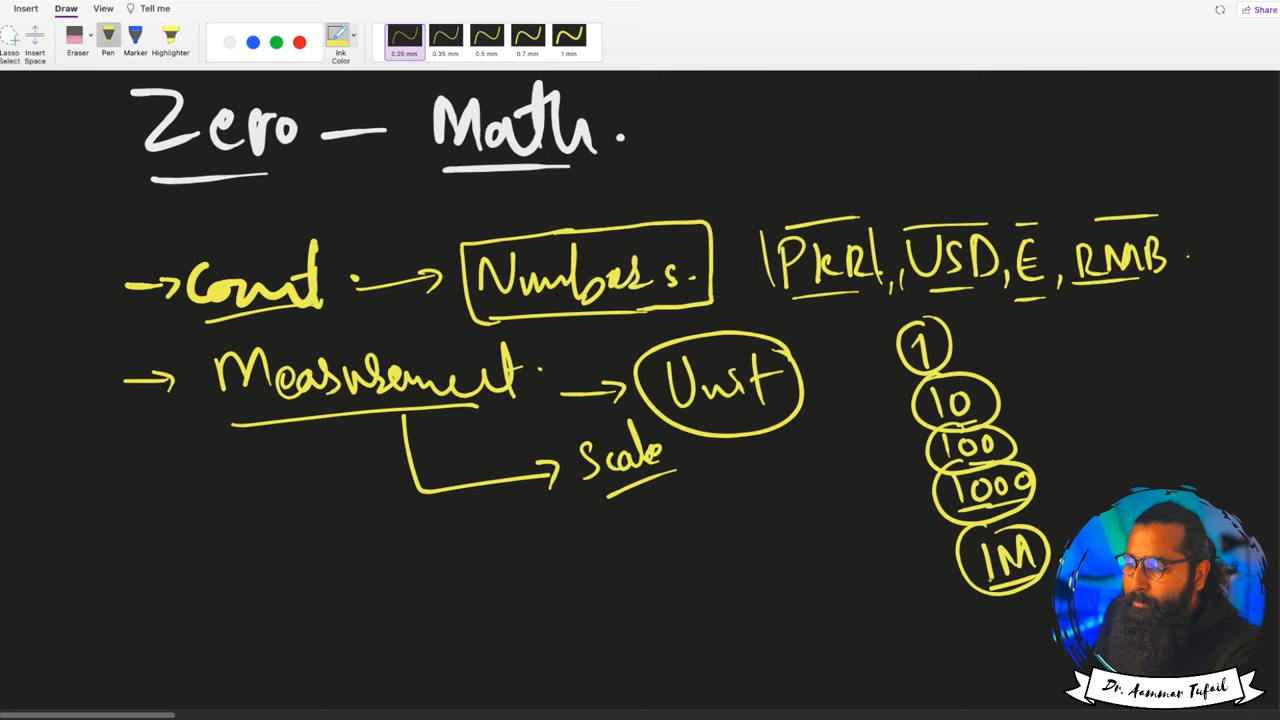 Insert Draw View Tell me Share
Lasso Select Insert Space Eraser Pen Marker Highlighter Ink Color 0.25 mm 0.35 mm 0.5 mm 0.7 mm 1 mm
Zero – Math.
→ Count. → Numbers. |PKR|, USD, E, RMB.
→ Measurement. → Unit
→ Scale
1
10
100
1000
1M
Dr. Aammar Tufail